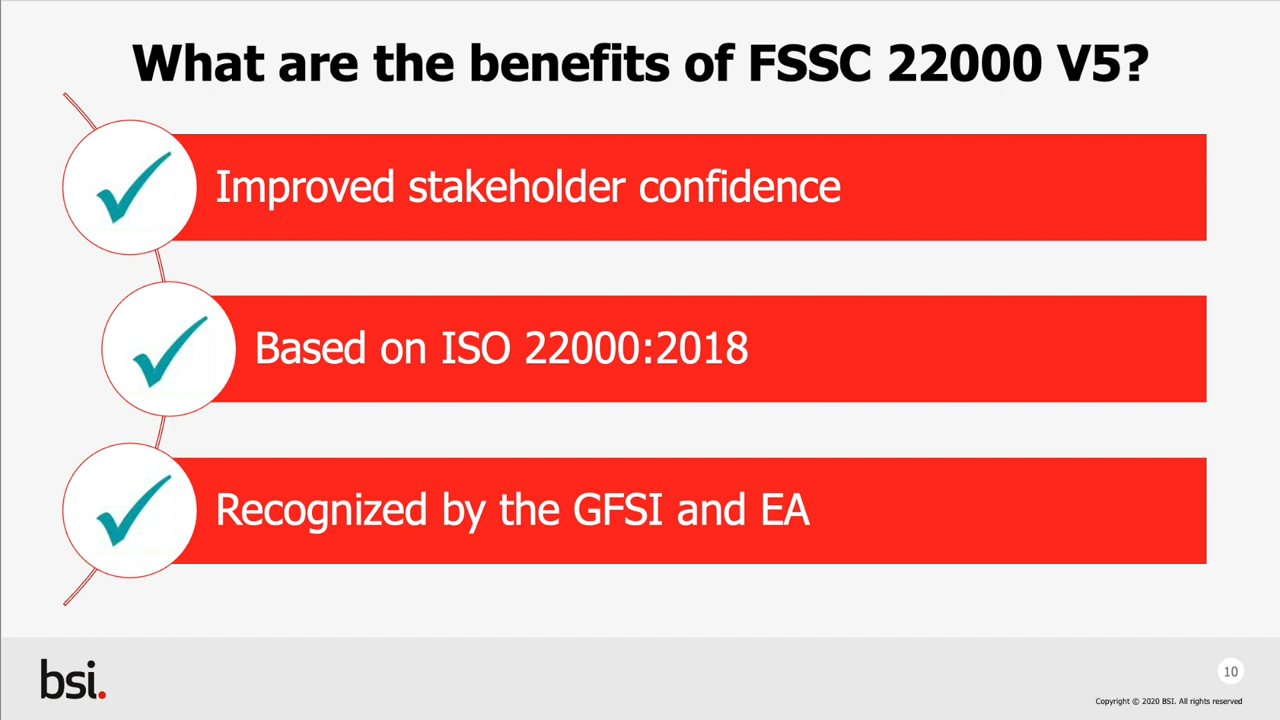 What are the benefits of FSSC 22000 V5?
Improved stakeholder confidence
Based on ISO 22000:2018
Recognized by the GFSI and EA
bsi.
10
Copyright © 2020 BSI. All rights reserved